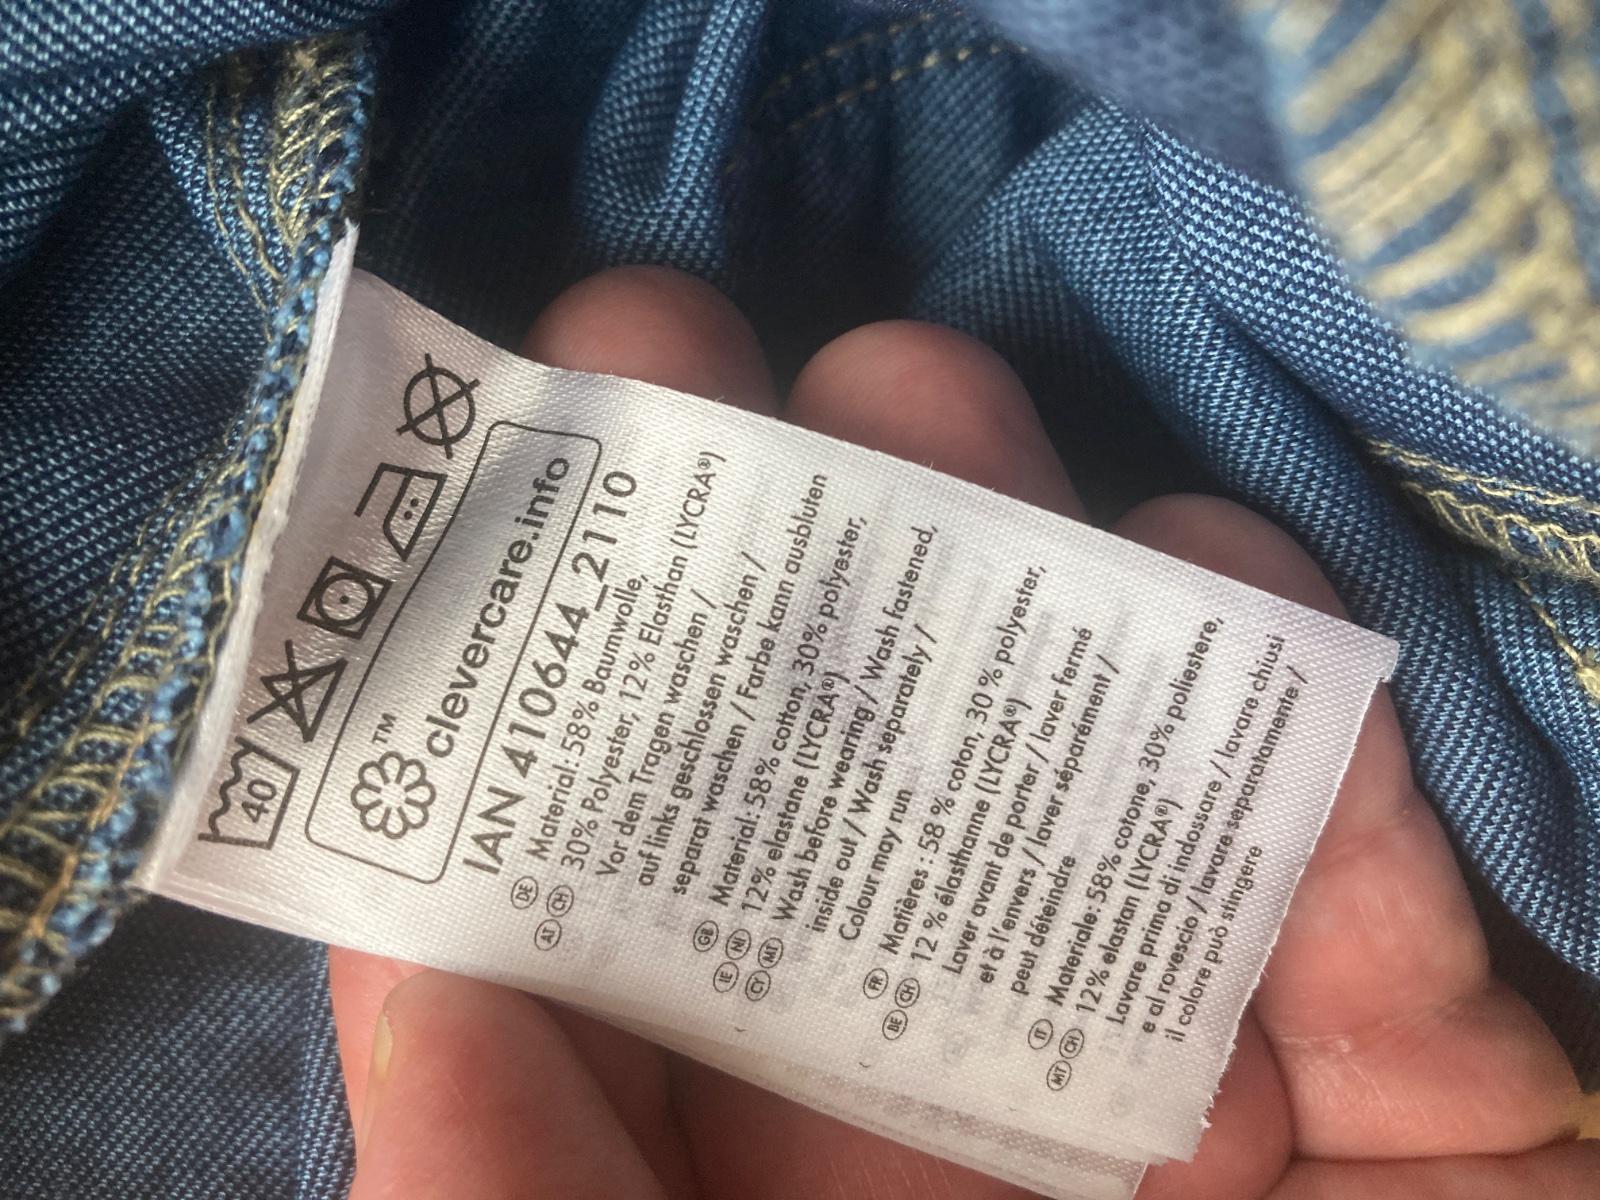 40
™
clevercare.info
IAN 410644_2110
DE Material: 58% Baumwolle,
AT CH 30% Polyester, 12% Elasthan (LYCRA®)
Vor dem Tragen waschen /
auf links geschlossen waschen /
separat waschen / Farbe kann ausbluten
GB Material: 58% cotton, 30% polyester,
IE NI 12% elastane (LYCRA®)
CY MT Wash before wearing / Wash fastened,
inside out / Wash separately /
Colour may run
FR Matières : 58 % coton, 30 % polyester,
BE CH 12 % élasthanne (LYCRA®)
Laver avant de porter / laver fermé
et à l'envers / laver séparément /
peut déteindre
IT Materiale: 58% cotone, 30% poliestere,
MT CH 12% elastan (LYCRA®)
Lavare prima di indossare / lavare chiusi
e al rovescio / lavare separatamente /
il colore può stingere